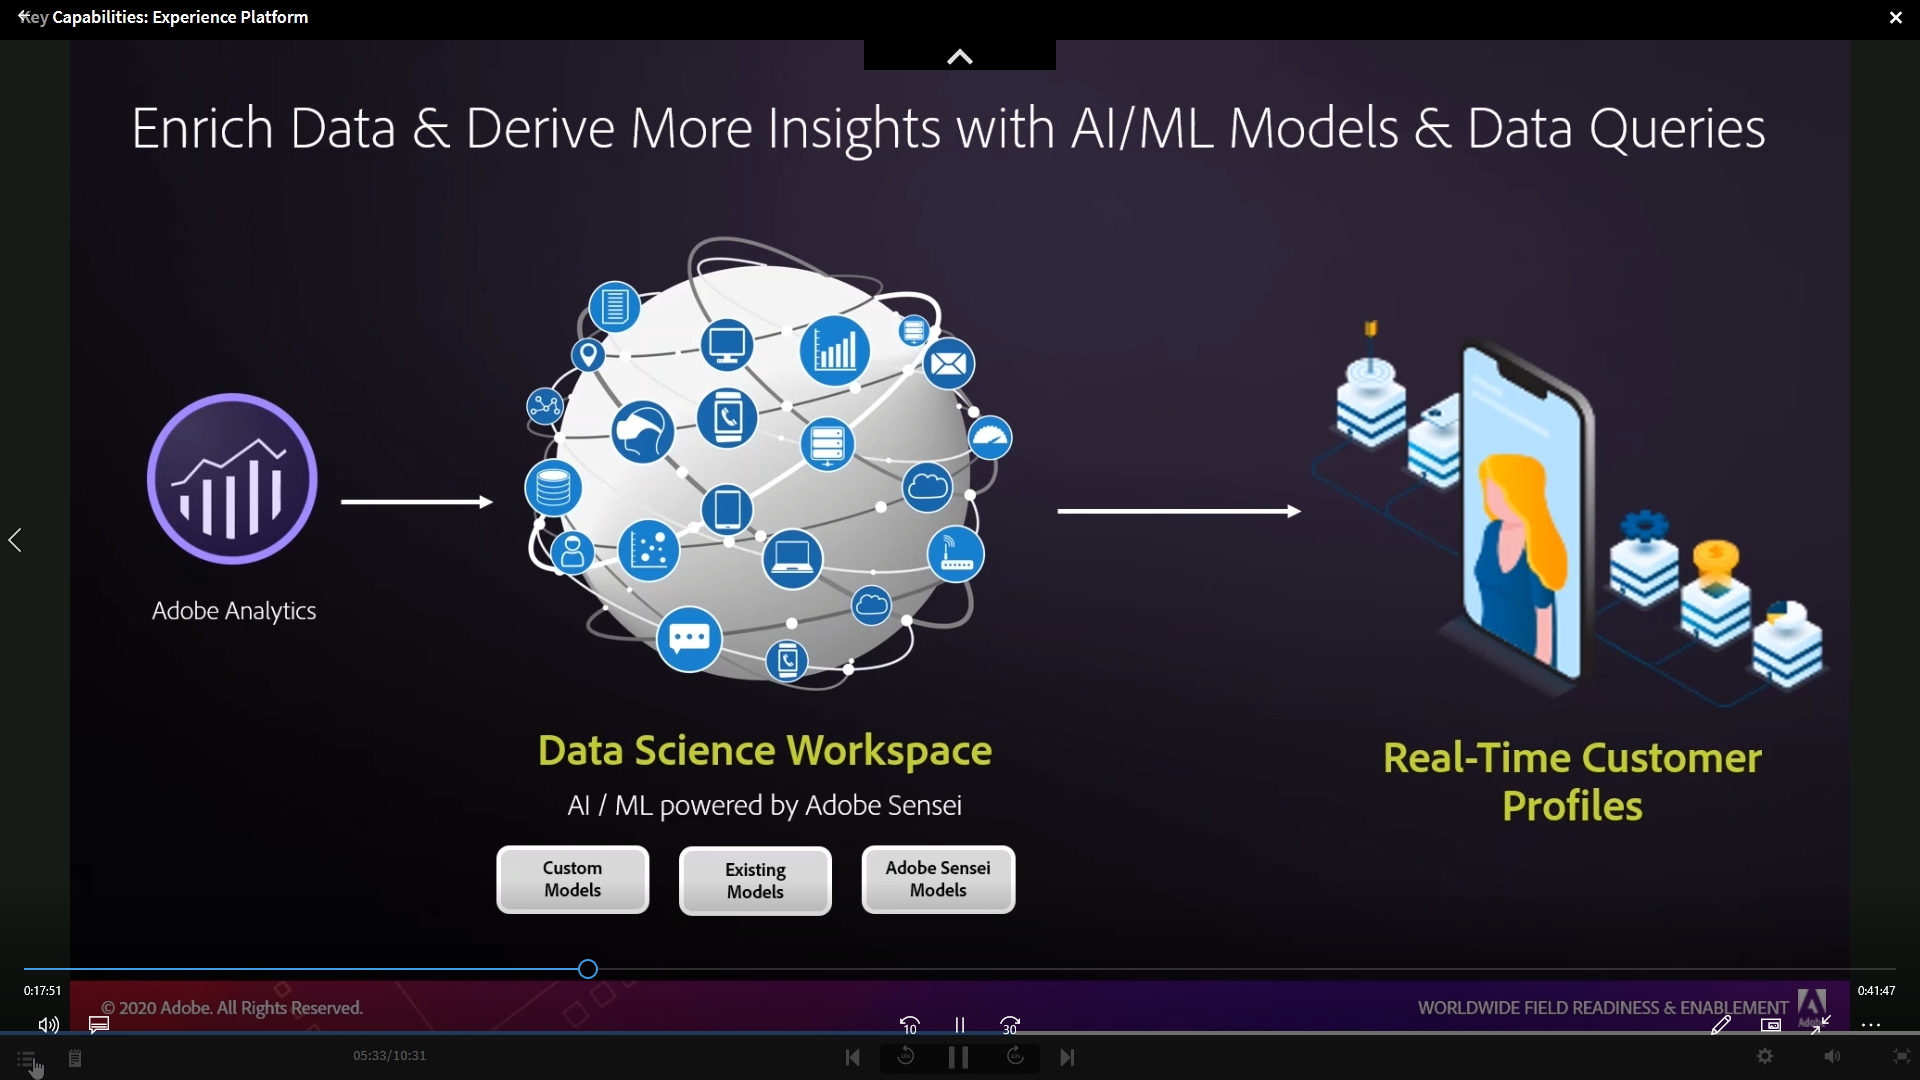 Key Capabilities: Experience Platform
Enrich Data & Derive More Insights with AI/ML Models & Data Queries
Adobe Analytics
Data Science Workspace
AI / ML powered by Adobe Sensei
Custom
Models
Existing
Models
Adobe Sensei
Models
Real-Time Customer
Profiles
0:17:51
0:41:47
© 2020 Adobe. All Rights Reserved.
WORLDWIDE FIELD READINESS & ENABLEMENT
Adobe
10
30
05:33/10:31
10s
10s